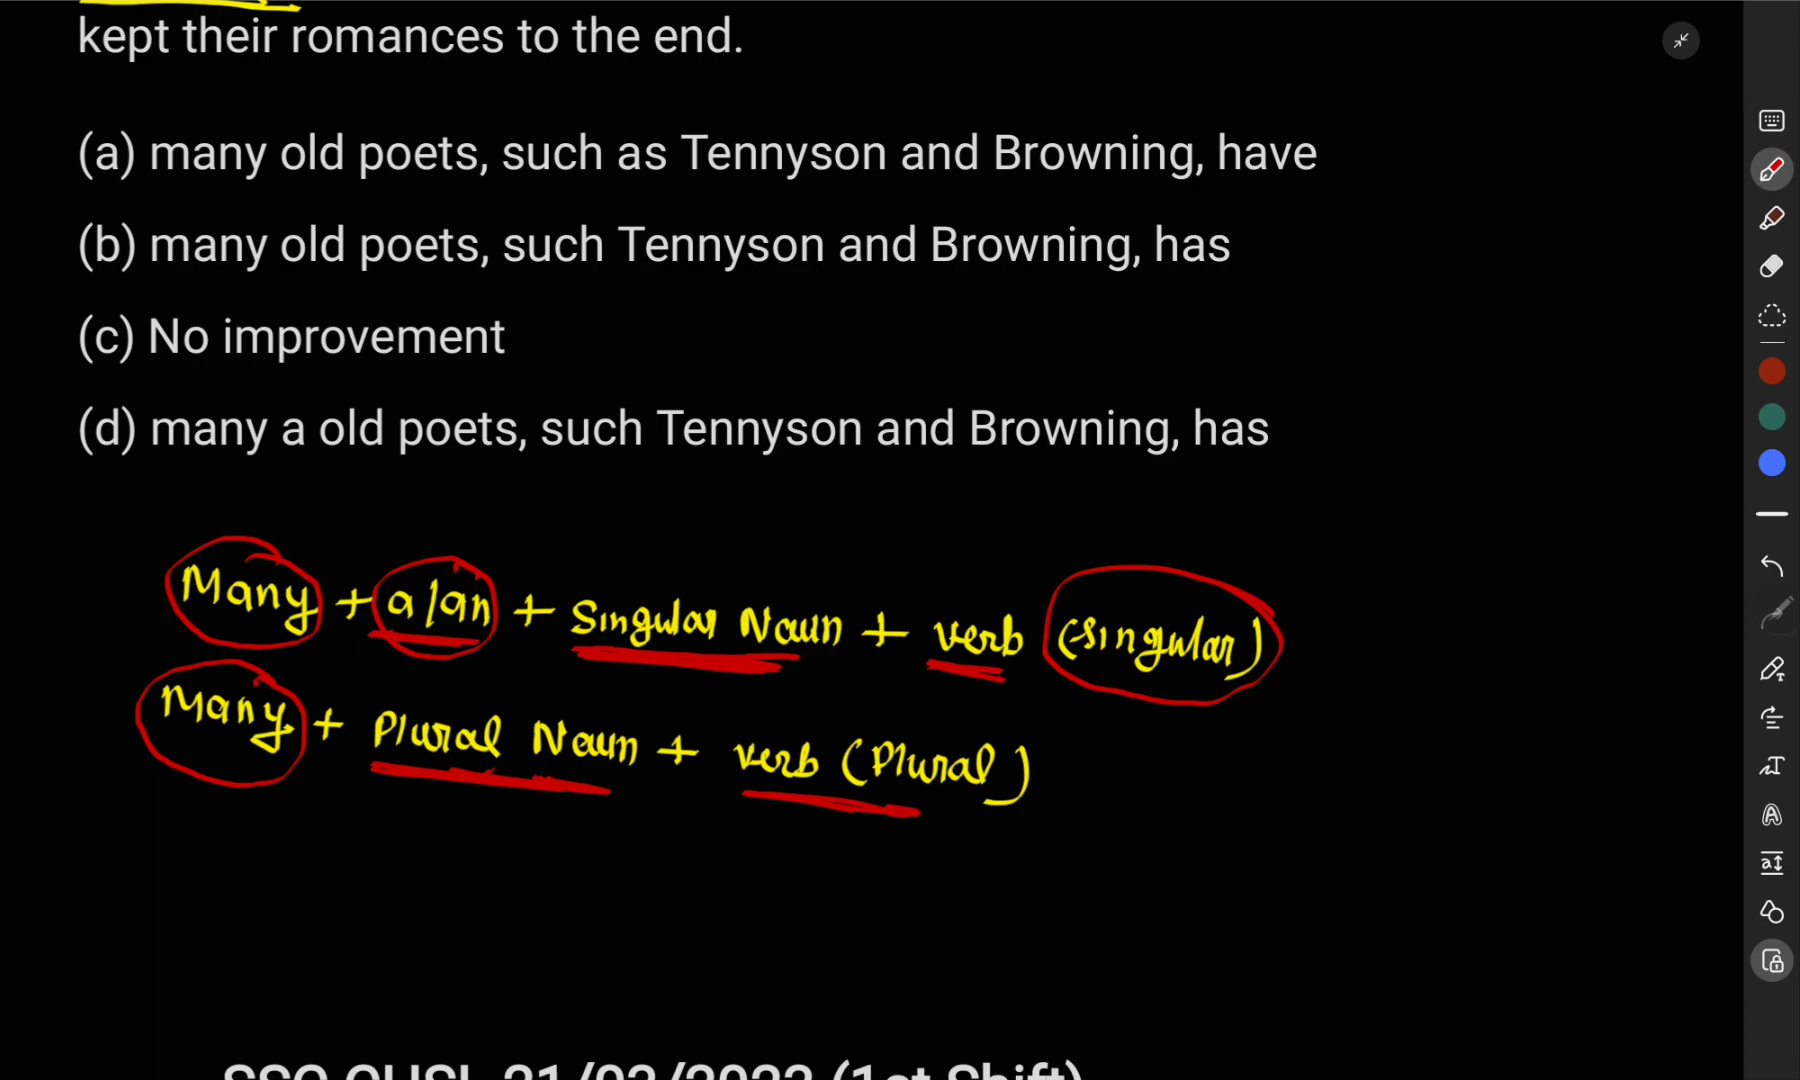 kept their romances to the end.
(a) many old poets, such as Tennyson and Browning, have
(b) many old poets, such Tennyson and Browning, has
(c) No improvement
(d) many a old poets, such Tennyson and Browning, has
Many + a/an + Singular Noun + verb (Singular)
Many + Plural Noun + verb (Plural)
(1st Shift)